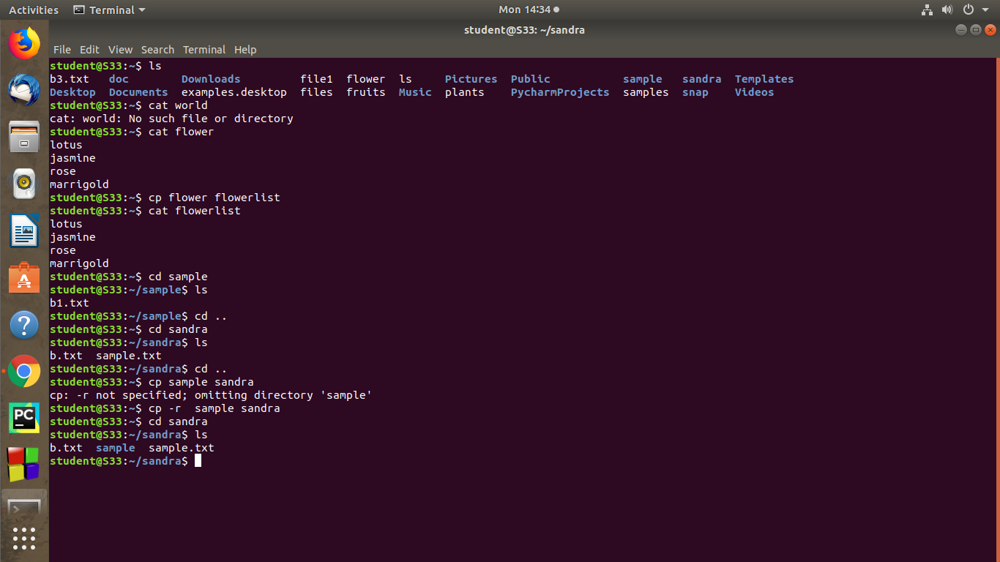 Activities Terminal Mon 14:34
student@S33: ~/sandra
File Edit View Search Terminal Help
student@S33:~$ ls
b3.txt doc Downloads file1 flower ls Pictures Public sample sandra Templates
Desktop Documents examples.desktop files fruits Music plants PycharmProjects samples snap Videos
student@S33:~$ cat world
cat: world: No such file or directory
student@S33:~$ cat flower
lotus
jasmine
rose
marrigold
student@S33:~$ cp flower flowerlist
student@S33:~$ cat flowerlist
lotus
jasmine
rose
marrigold
student@S33:~$ cd sample
student@S33:~/sample$ ls
b1.txt
student@S33:~/sample$ cd ..
student@S33:~$ cd sandra
student@S33:~/sandra$ ls
b.txt sample.txt
student@S33:~/sandra$ cd ..
student@S33:~$ cp sample sandra
cp: -r not specified; omitting directory 'sample'
student@S33:~$ cp -r  sample sandra
student@S33:~$ cd sandra
student@S33:~/sandra$ ls
b.txt sample sample.txt
student@S33:~/sandra$
PC